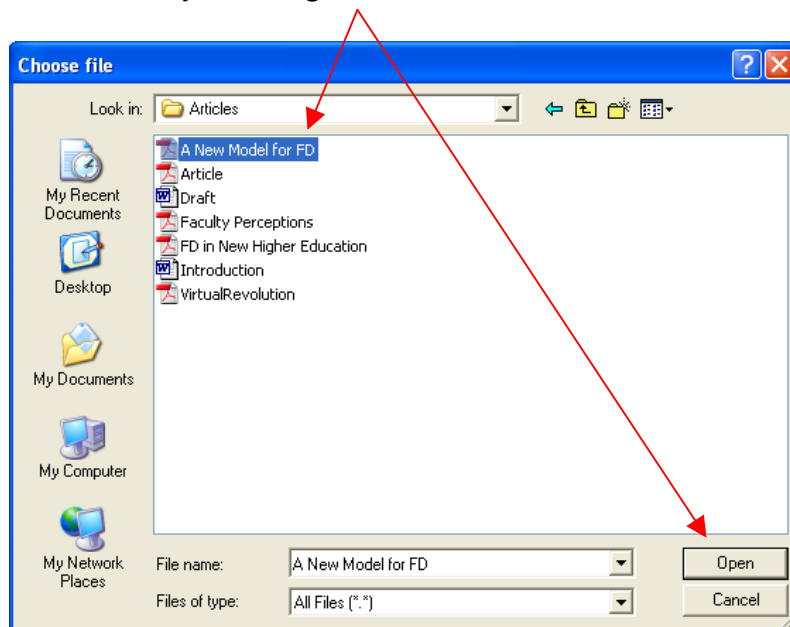 Choose file
Look in:
Articles
A New Model for FD
Article
Draft
Faculty Perceptions
FD in New Higher Education
Introduction
VirtualRevolution
My Recent
Documents
Desktop
My Documents
My Computer
My Network
Places
File name:
A New Model for FD
Open
Files of type:
All Files (*.*)
Cancel